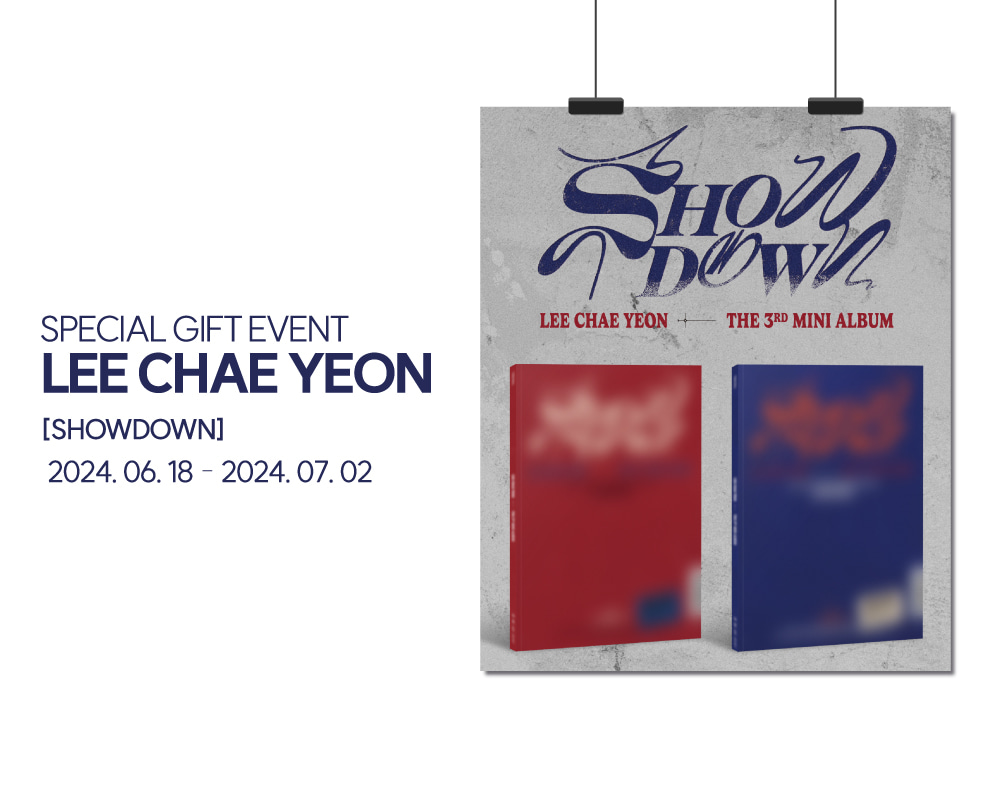 SPECIAL GIFT EVENT
LEE CHAE YEON
[SHOWDOWN]
2024. 06. 18 - 2024. 07. 02
SHOW
DOWN
LEE CHAE YEON THE 3RD MINI ALBUM